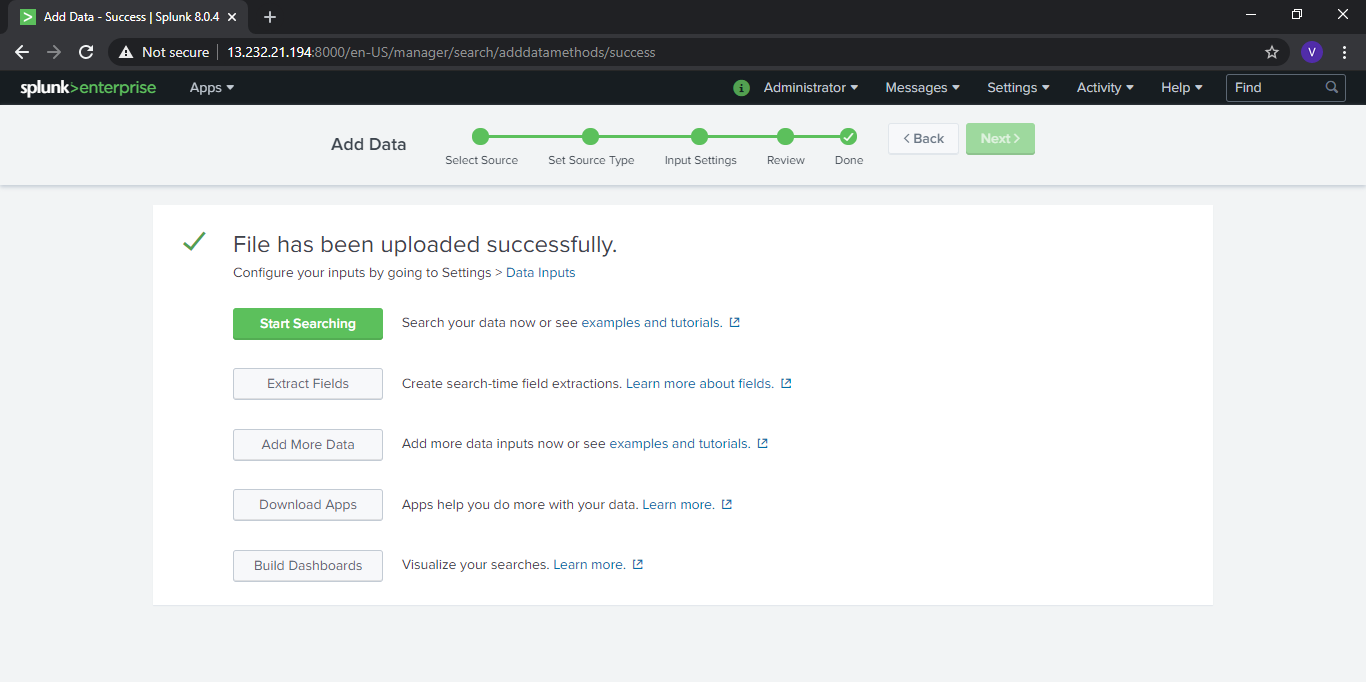 Add Data - Success | Splunk 8.0.4
Not secure 13.232.21.194:8000/en-US/manager/search/adddatamethods/success
V
splunk>enterprise Apps i Administrator Messages Settings Activity Help Find
Add Data
Select Source Set Source Type Input Settings Review Done
< Back Next >
File has been uploaded successfully.
Configure your inputs by going to Settings > Data Inputs
Start Searching Search your data now or see examples and tutorials.
Extract Fields Create search-time field extractions. Learn more about fields.
Add More Data Add more data inputs now or see examples and tutorials.
Download Apps Apps help you do more with your data. Learn more.
Build Dashboards Visualize your searches. Learn more.